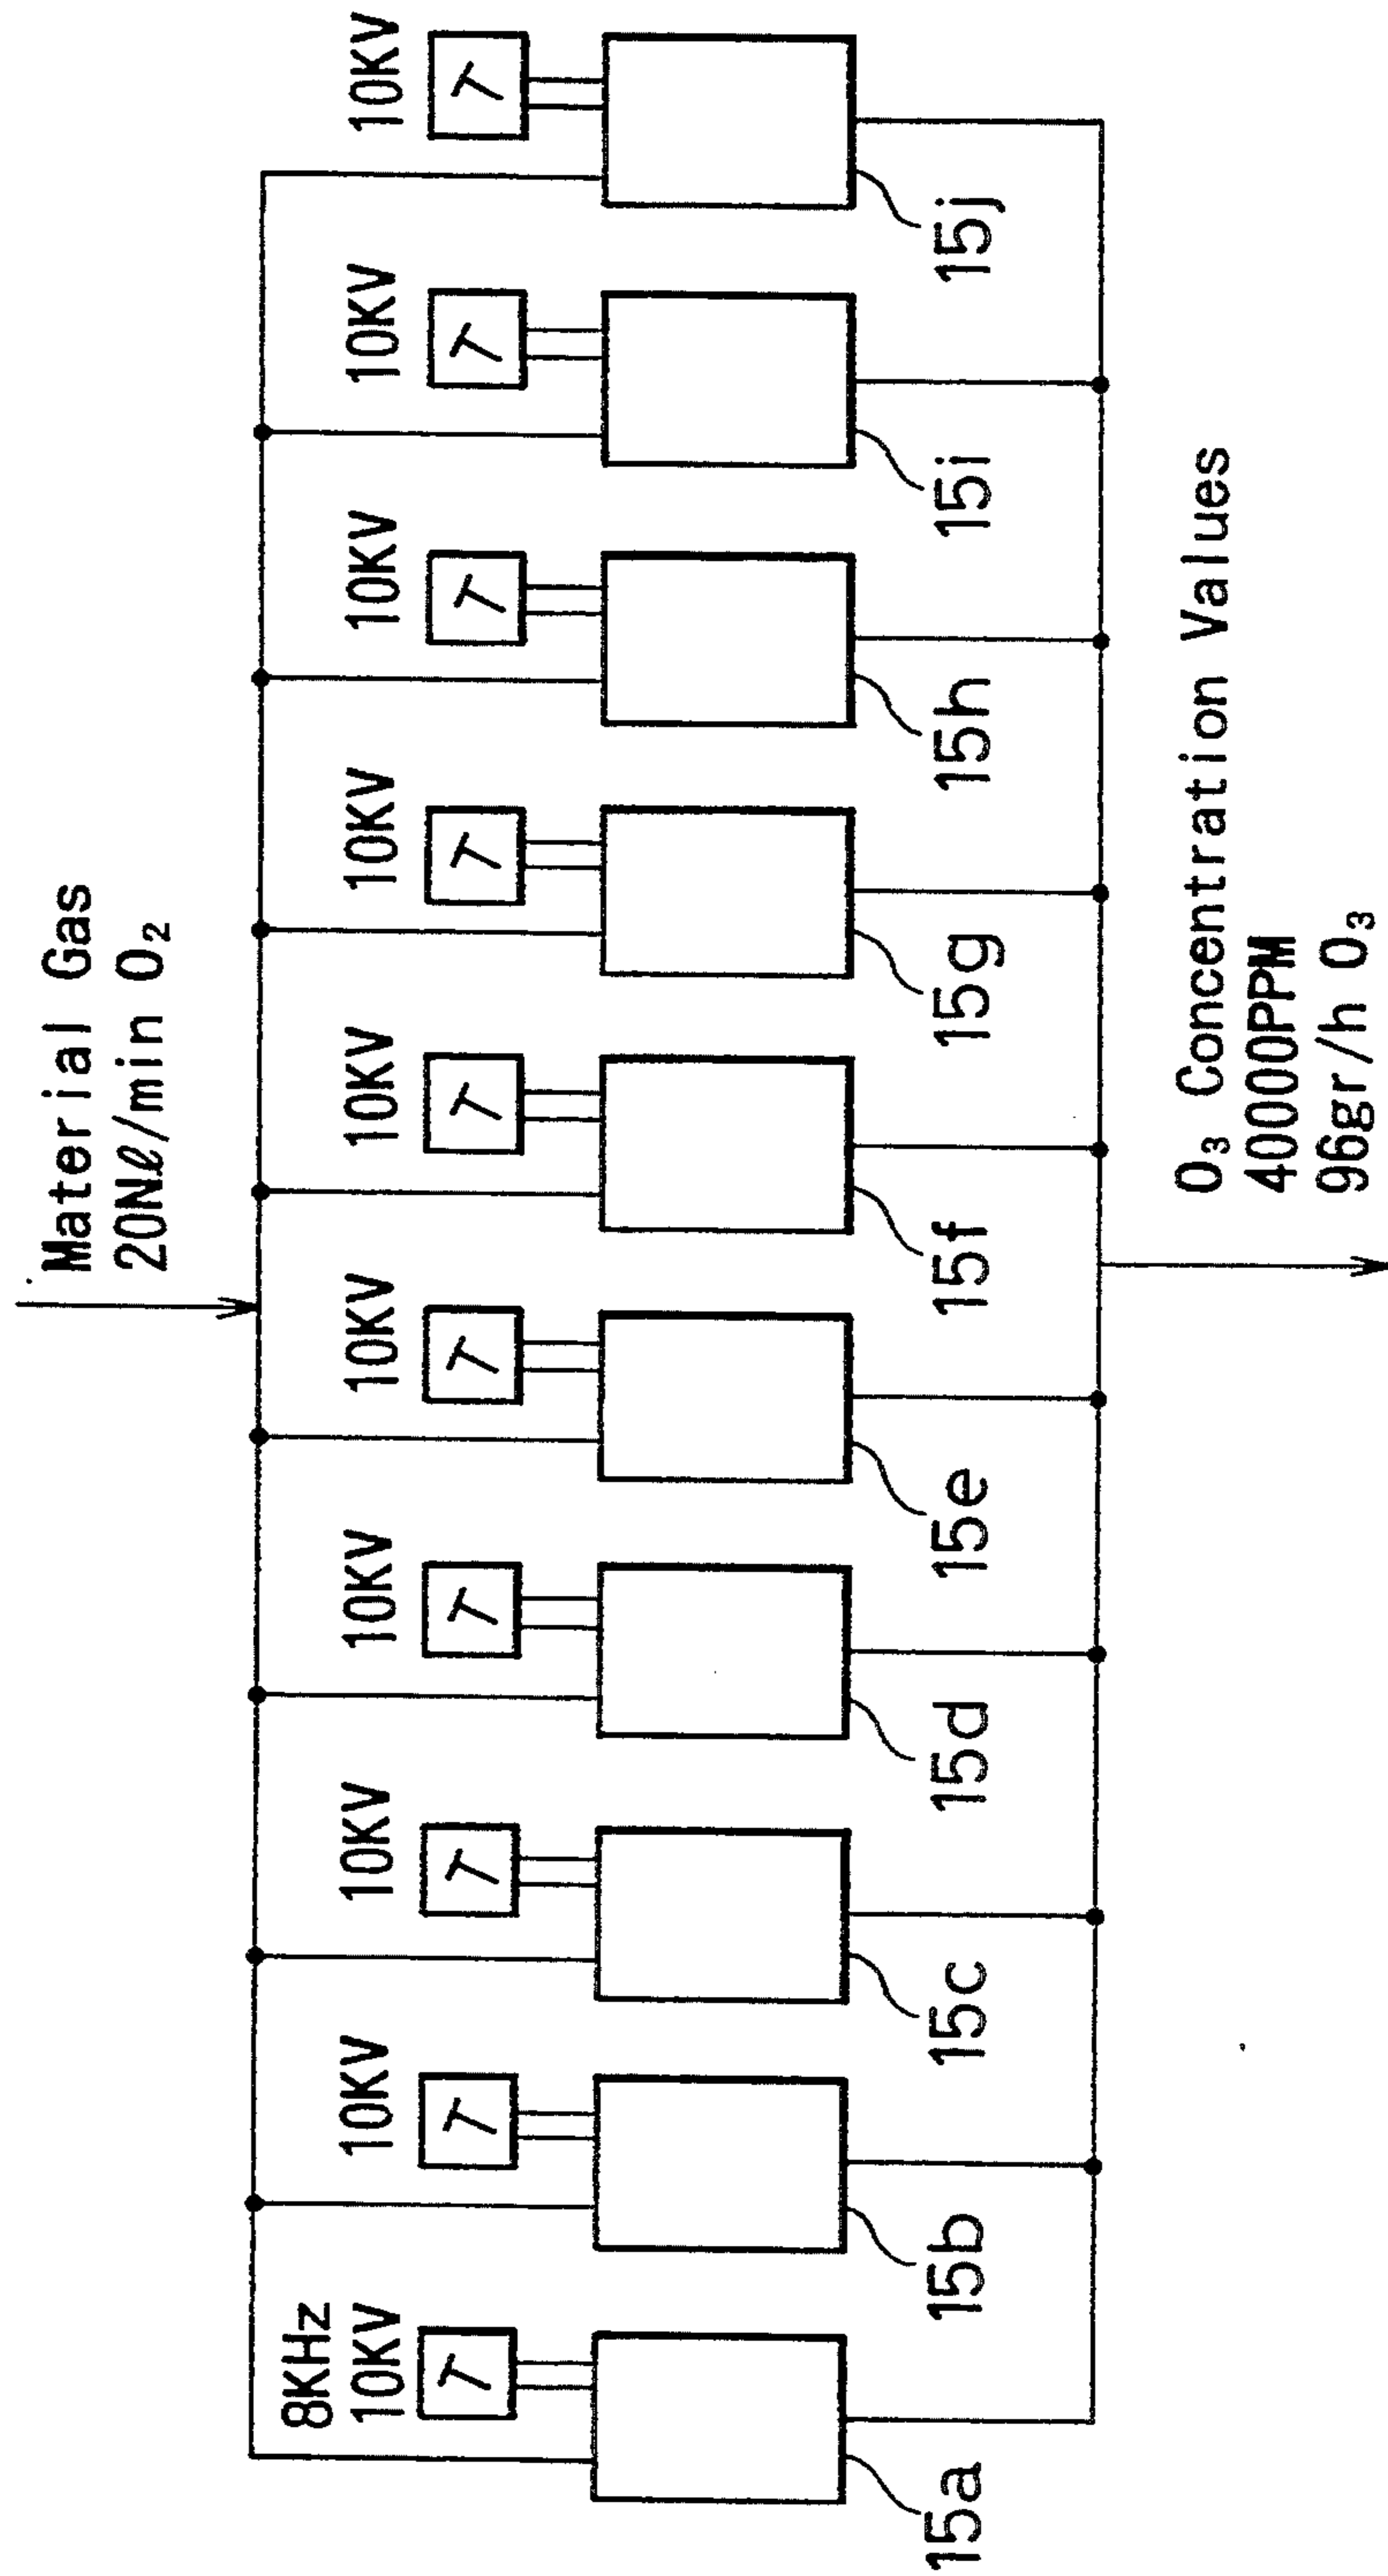 Material Gas
20Nℓ/min O₂
8KHz
10KV
10KV
10KV
10KV
10KV
10KV
10KV
10KV
10KV
10KV
15a
15b
15c
15d
15e
15f
15g
15h
15i
15j
O₃ Concentration Values
40000PPM
96gr/h O₃